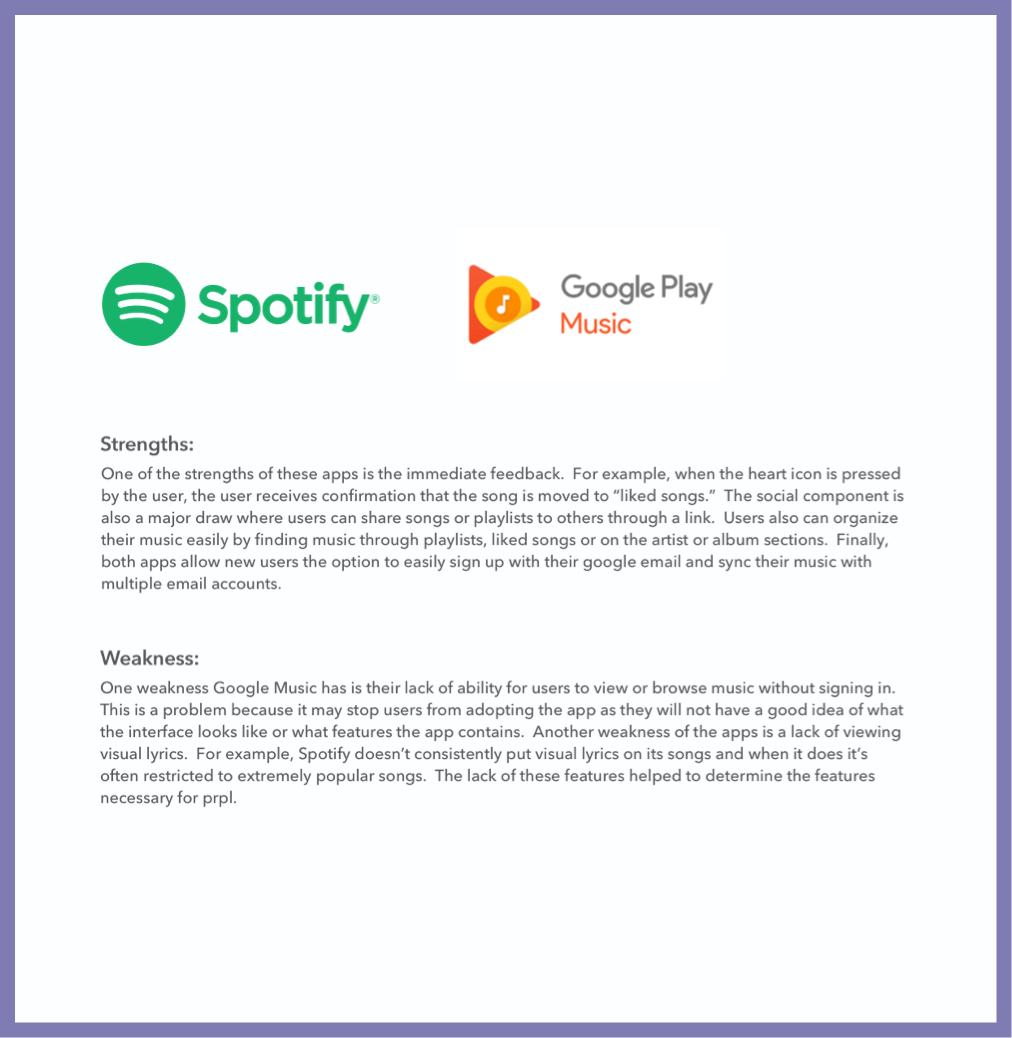 Spotify®
Google Play
Music
Strengths:
One of the strengths of these apps is the immediate feedback.  For example, when the heart icon is pressed
by the user, the user receives confirmation that the song is moved to “liked songs.”  The social component is
also a major draw where users can share songs or playlists to others through a link.  Users also can organize
their music easily by finding music through playlists, liked songs or on the artist or album sections.  Finally,
both apps allow new users the option to easily sign up with their google email and sync their music with
multiple email accounts.
Weakness:
One weakness Google Music has is their lack of ability for users to view or browse music without signing in.
This is a problem because it may stop users from adopting the app as they will not have a good idea of what
the interface looks like or what features the app contains.  Another weakness of the apps is a lack of viewing
visual lyrics.  For example, Spotify doesn’t consistently put visual lyrics on its songs and when it does it’s
often restricted to extremely popular songs.  The lack of these features helped to determine the features
necessary for prpl.